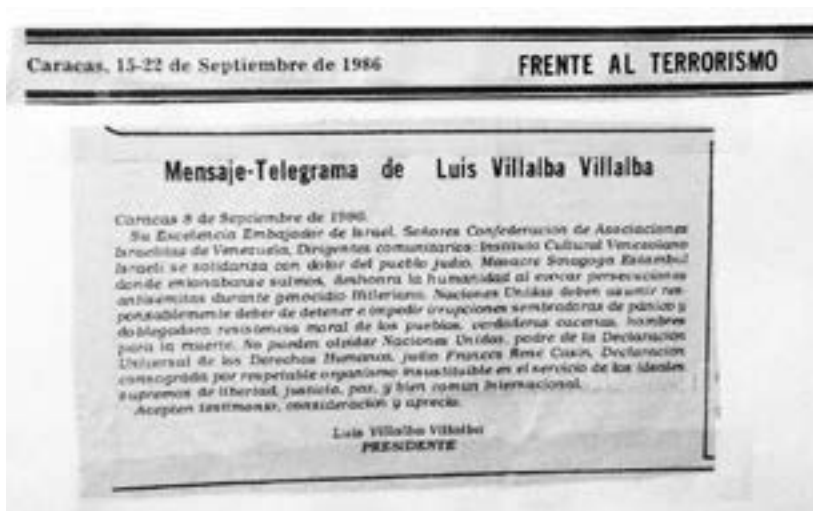 Caracas, 15-22 de Septiembre de 1986
FRENTE AL TERRORISMO
Mensaje-Telegrama de Luis Villalba Villalba
Caracas 8 de Septiembre de 1986.
Su Excelencia Embajador de Israel, Señores Confederación de Asociaciones
Israelitas de Venezuela, Dirigentes comunitarios: Instituto Cultural Venezolano
Israelí se solidariza con dolor del pueblo judío. Masacre Sinagoga Estambul
donde entonabanse salmos, deshonra la humanidad al evocar persecuciones
antisemitas durante genocidio Hitleriano. Naciones Unidas deben asumir res-
ponsablemente deber de detener e impedir irrupciones sembradoras de pánico y
doblegadora resistencia moral de los pueblos, verdaderas cacerías, hombres
para la muerte. No pueden olvidar Naciones Unidas, padre de la Declaración
Universal de los Derechos Humanos, judío Francés René Casin, Declaración
consagrada por respetable organismo insustituible en el servicio de los ideales
supremos de libertad, justicia, paz, y bien común internacional.
Acepten testimonio, consideración y aprecio.
Luis Villalba Villalba
PRESIDENTE